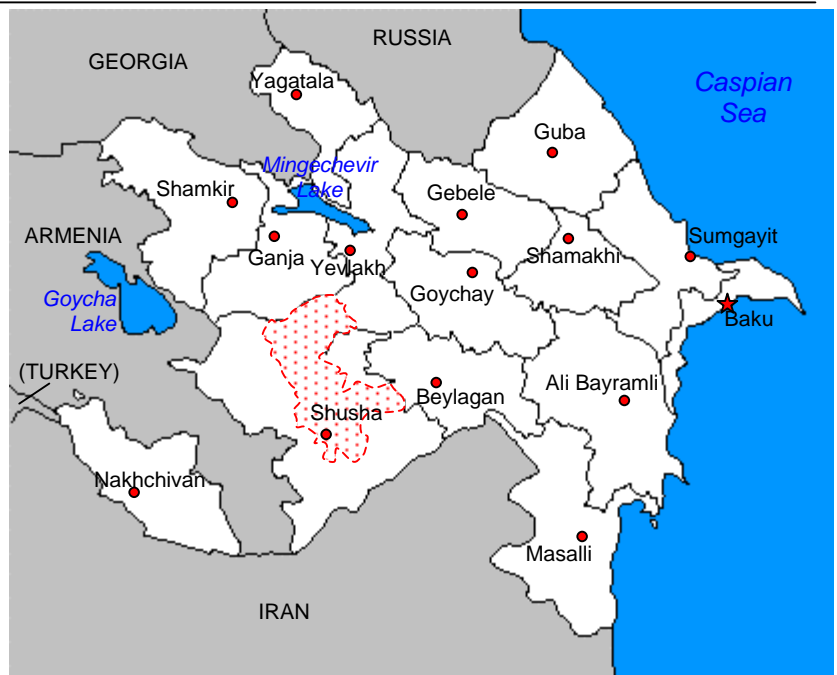 RUSSIA
GEORGIA
Yagatala
Caspian
Sea
Guba
Mingechevir
Lake
Shamkir
Gebele
ARMENIA
Ganja
Yevlakh
Shamakhi
Sumgayit
Goychay
Goycha
Lake
Baku
(TURKEY)
Beylagan
Ali Bayramli
Shusha
Nakhchivan
Masalli
IRAN